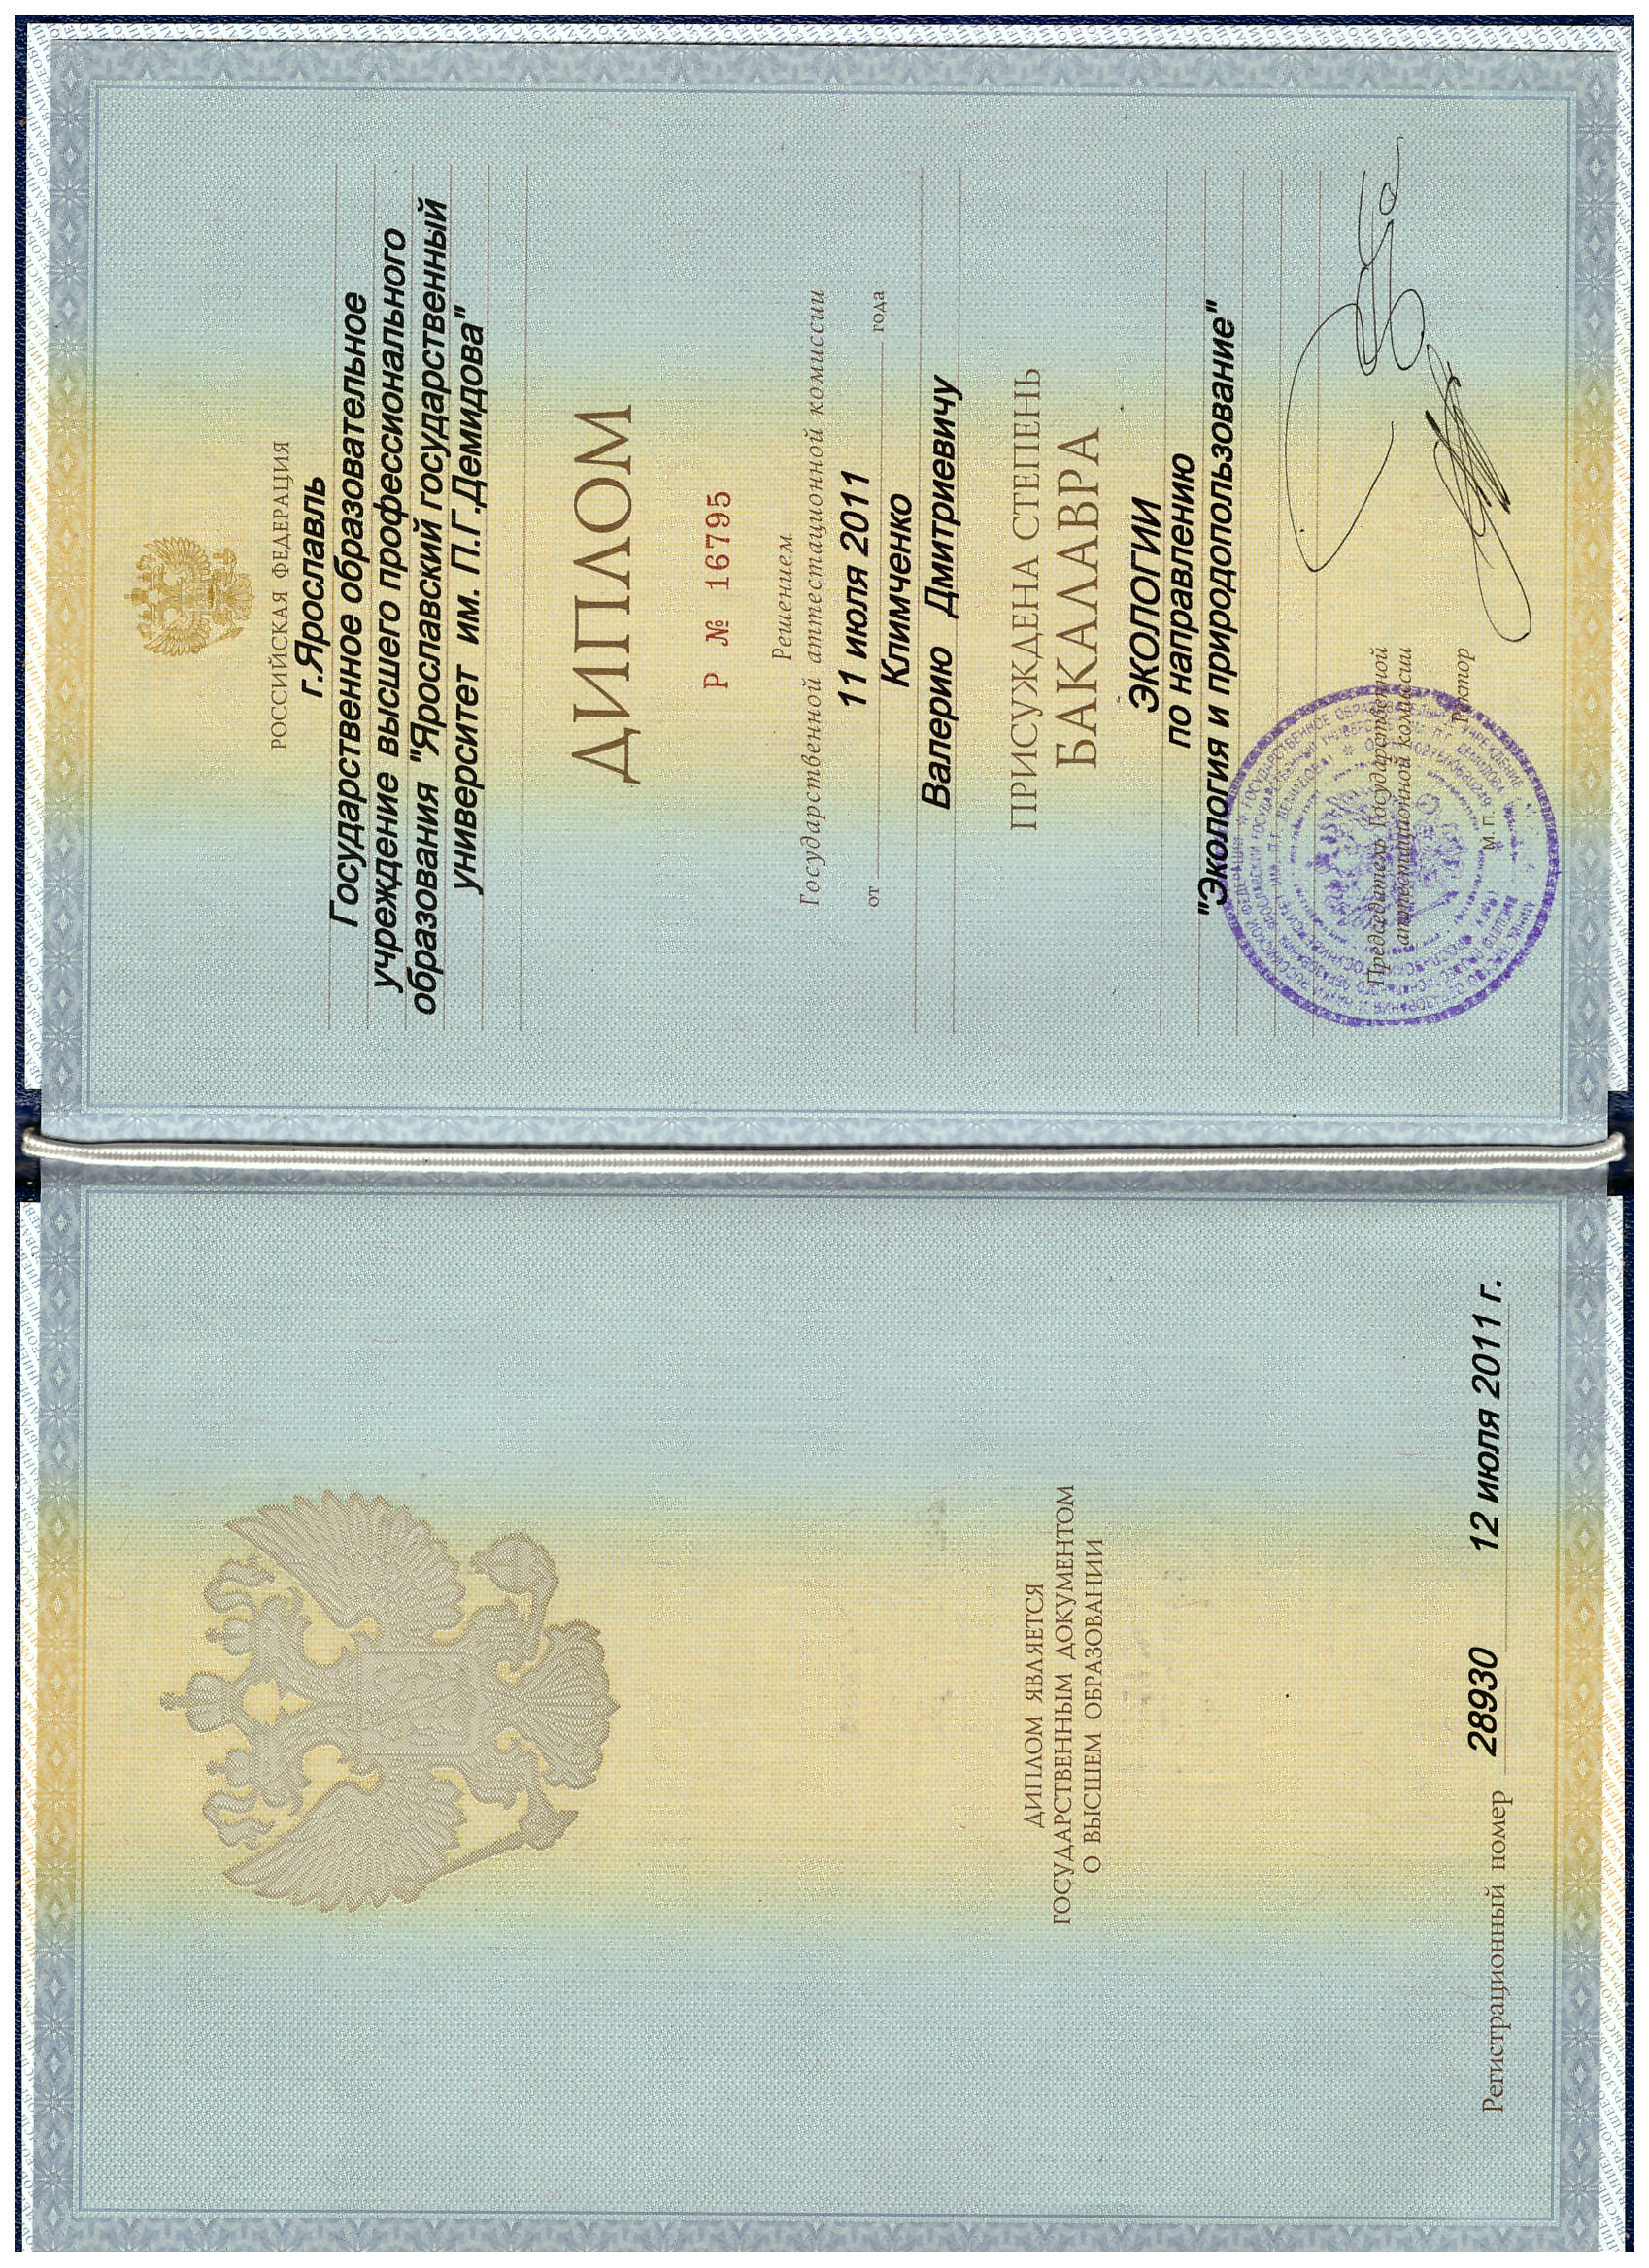 ДИПЛОМ ЯВЛЯЕТСЯ
ГОСУДАРСТВЕННЫМ ДОКУМЕНТОМ
О ВЫСШЕМ ОБРАЗОВАНИИ
Регистрационный номер 28930 12 июля 2011 г.
РОССИЙСКАЯ ФЕДЕРАЦИЯ
г.Ярославль
Государственное образовательное
учреждение высшего профессионального
образования "Ярославский государственный
университет им. П.Г.Демидова"
ДИПЛОМ
Р № 16795
Решением
Государственной аттестационной комиссии
от 11 июля 2011 года
Климченко
Валерию Дмитриевичу
ПРИСУЖДЕНА СТЕПЕНЬ
БАКАЛАВРА
ЭКОЛОГИИ
по направлению
"Экология и природопользование"
Председатель Государственной
аттестационной комиссии
Ректор
М. П.